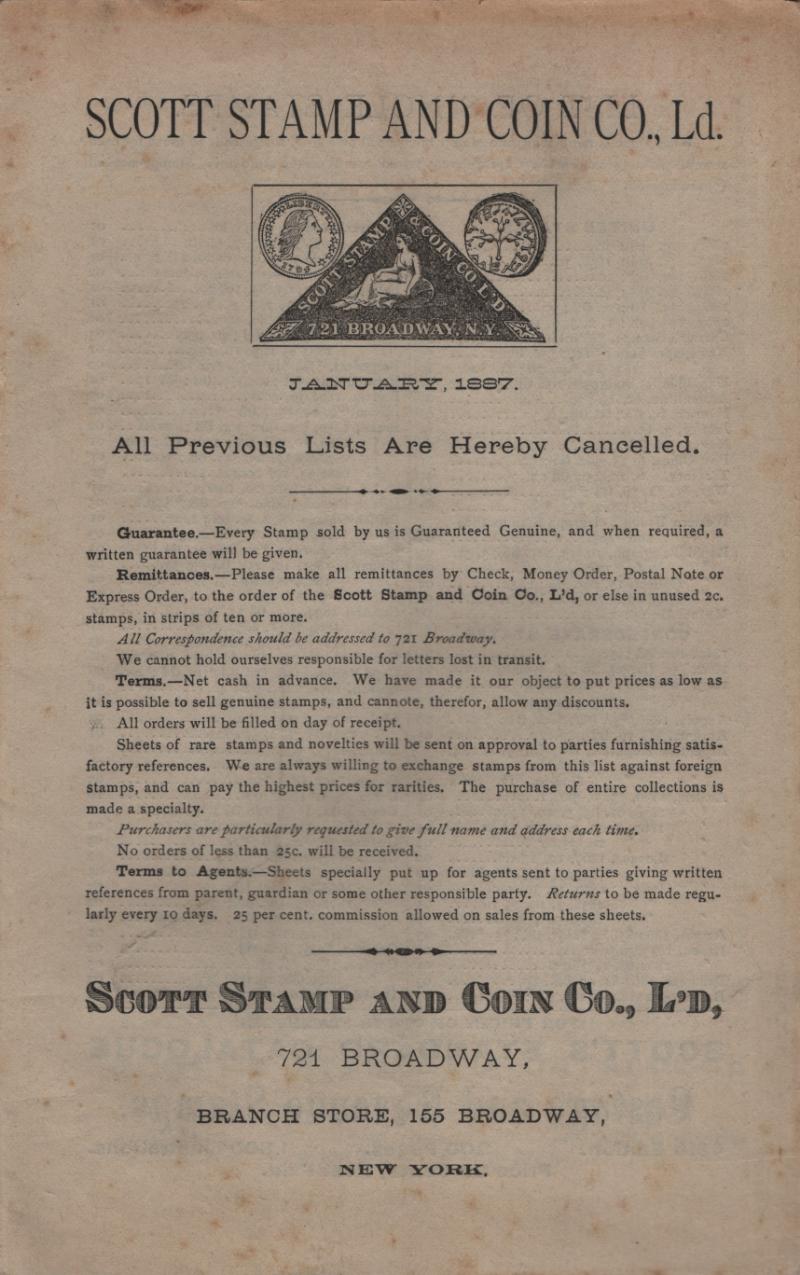 SCOTT STAMP AND COIN CO., Ld.
LIBERTY
SCOTT STAMP & COIN CO. L'D
721 BROADWAY, N.Y.
JANUARY, 1887.
All Previous Lists Are Hereby Cancelled.
Guarantee.—Every Stamp sold by us is Guaranteed Genuine, and when required, a
written guarantee will be given.
Remittances.—Please make all remittances by Check, Money Order, Postal Note or
Express Order, to the order of the Scott Stamp and Coin Co., L'd, or else in unused 2c.
stamps, in strips of ten or more.
All Correspondence should be addressed to 721 Broadway.
We cannot hold ourselves responsible for letters lost in transit.
Terms.—Net cash in advance. We have made it our object to put prices as low as
it is possible to sell genuine stamps, and cannote, therefor, allow any discounts.
All orders will be filled on day of receipt.
Sheets of rare stamps and novelties will be sent on approval to parties furnishing satis-
factory references. We are always willing to exchange stamps from this list against foreign
stamps, and can pay the highest prices for rarities. The purchase of entire collections is
made a specialty.
Purchasers are particularly requested to give full name and address each time.
No orders of less than 25c. will be received.
Terms to Agents.—Sheets specially put up for agents sent to parties giving written
references from parent, guardian or some other responsible party. Returns to be made regu-
larly every 10 days. 25 per cent. commission allowed on sales from these sheets.
SCOTT STAMP AND COIN CO., L'D,
721 BROADWAY,
BRANCH STORE, 155 BROADWAY,
NEW YORK.